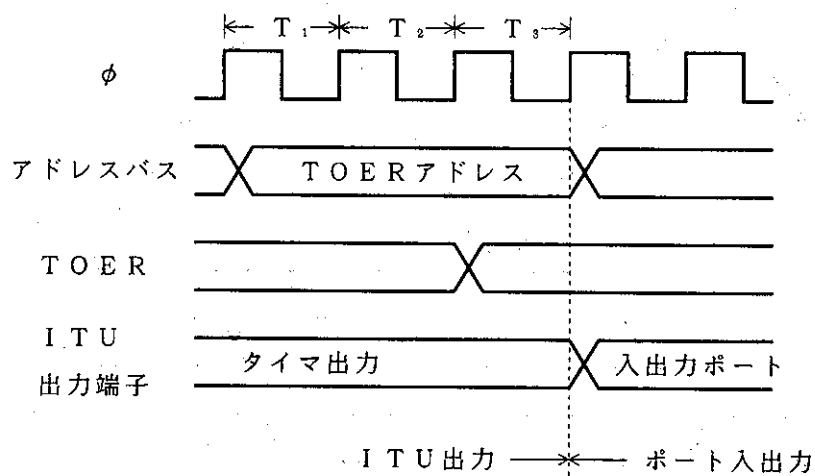 T₁ T₂ T₃
φ
アドレスバス TOERアドレス
TOER
ITU
出力端子 タイマ出力 入出力ポート
ITU出力 ポート入出力